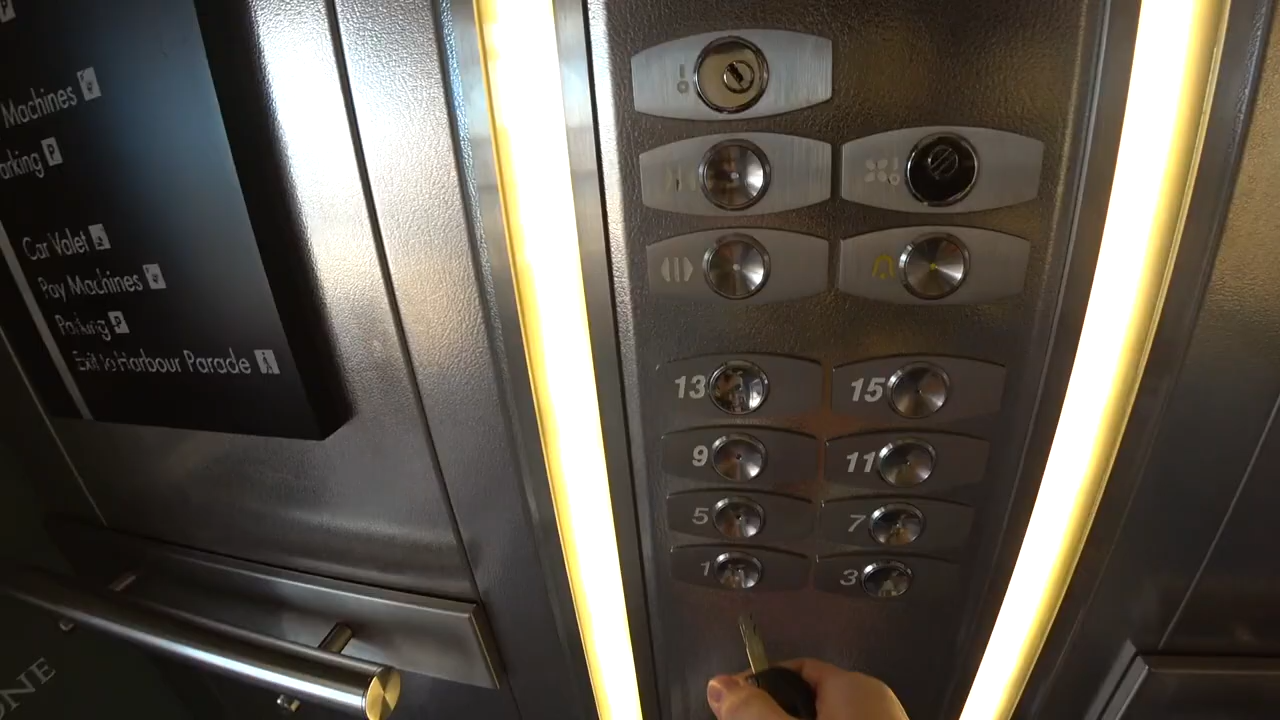 Machines
arking P
Car Valet
Pay Machines
Parking P
Exit to Harbour Parade
13 15
9 11
5 7
1 3
ONE